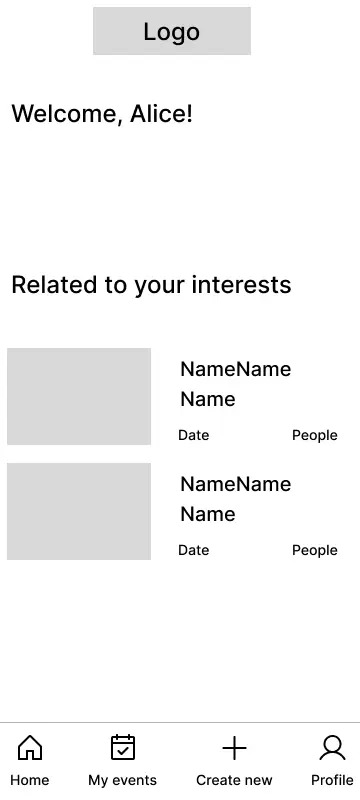 Logo
Welcome, Alice!
Related to your interests
NameName
Name
Date People
NameName
Name
Date People
Home My events Create new Profile